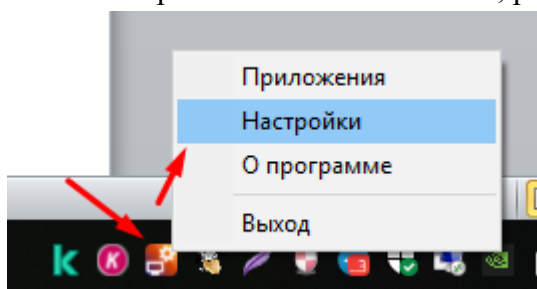 Приложения
Настройки
О программе
Выход